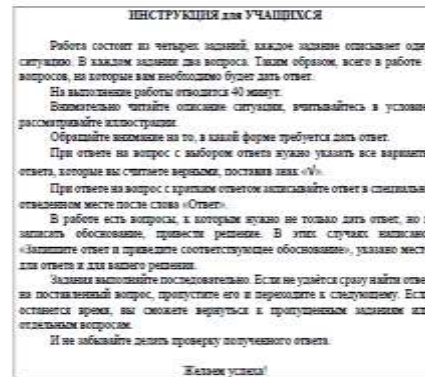 ИНСТРУКЦИЯ для УЧАЩИХСЯ
Работа состоит из четырех заданий, каждое задание описывает одну
ситуацию. В каждом задании два вопроса. Таким образом, всего в работе
вопросов, на которые вам необходимо будет дать ответ.
На выполнение работы отводится 40 минут.
Внимательно читайте описание ситуации, вчитывайтесь в условие,
рассматривайте иллюстрации.
Обращайте внимание на то, в какой форме требуется дать ответ.
При ответе на вопрос с выбором ответа нужно указать все варианты
ответа, которые вы считаете верными, поставив знак «V».
При ответе на вопрос с кратким ответом записывайте ответ в специально
отведенном месте после слова «Ответ».
В работе есть вопросы, к которым нужно не только дать ответ, но и
записать обоснование, привести решение. В этих случаях написано:
«Запишите ответ и приведите соответствующее обоснование», указано место
для ответа и для вашего решения.
Задания выполняйте последовательно. Если не удаётся сразу найти ответ
на поставленный вопрос, пропустите его и переходите к следующему. Если
останется время, вы сможете вернуться к пропущенным заданиям или
отдельным вопросам.
И не забывайте делать проверку полученного ответа.
Желаем успеха!